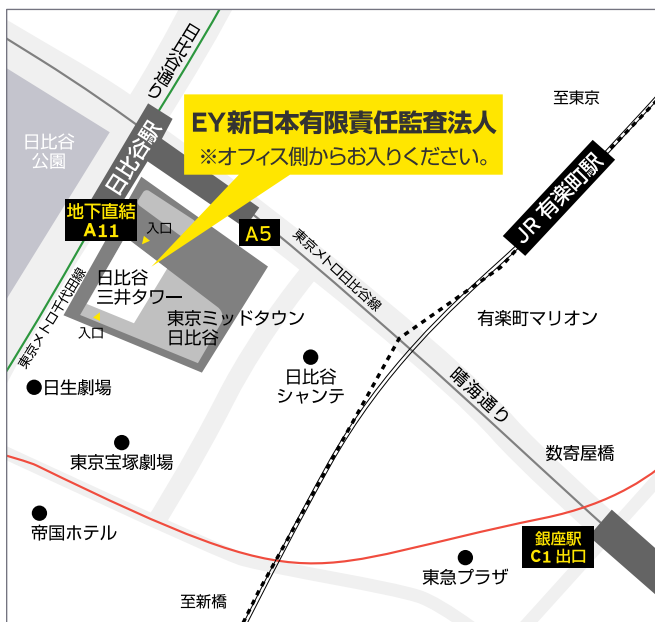 日比谷通り
至東京
EY新日本有限責任監査法人
※オフィス側からお入りください。
日比谷
公園
日比谷駅
JR 有楽町駅
地下直結
A11
入口
A5
東京メトロ日比谷線
日比谷
三井タワー
東京ミッドタウン
日比谷
入口
東京メトロ千代田線
有楽町マリオン
日比谷
シャンテ
晴海通り
日生劇場
東京宝塚劇場
数寄屋橋
帝国ホテル
銀座駅
C1 出口
東急プラザ
至新橋